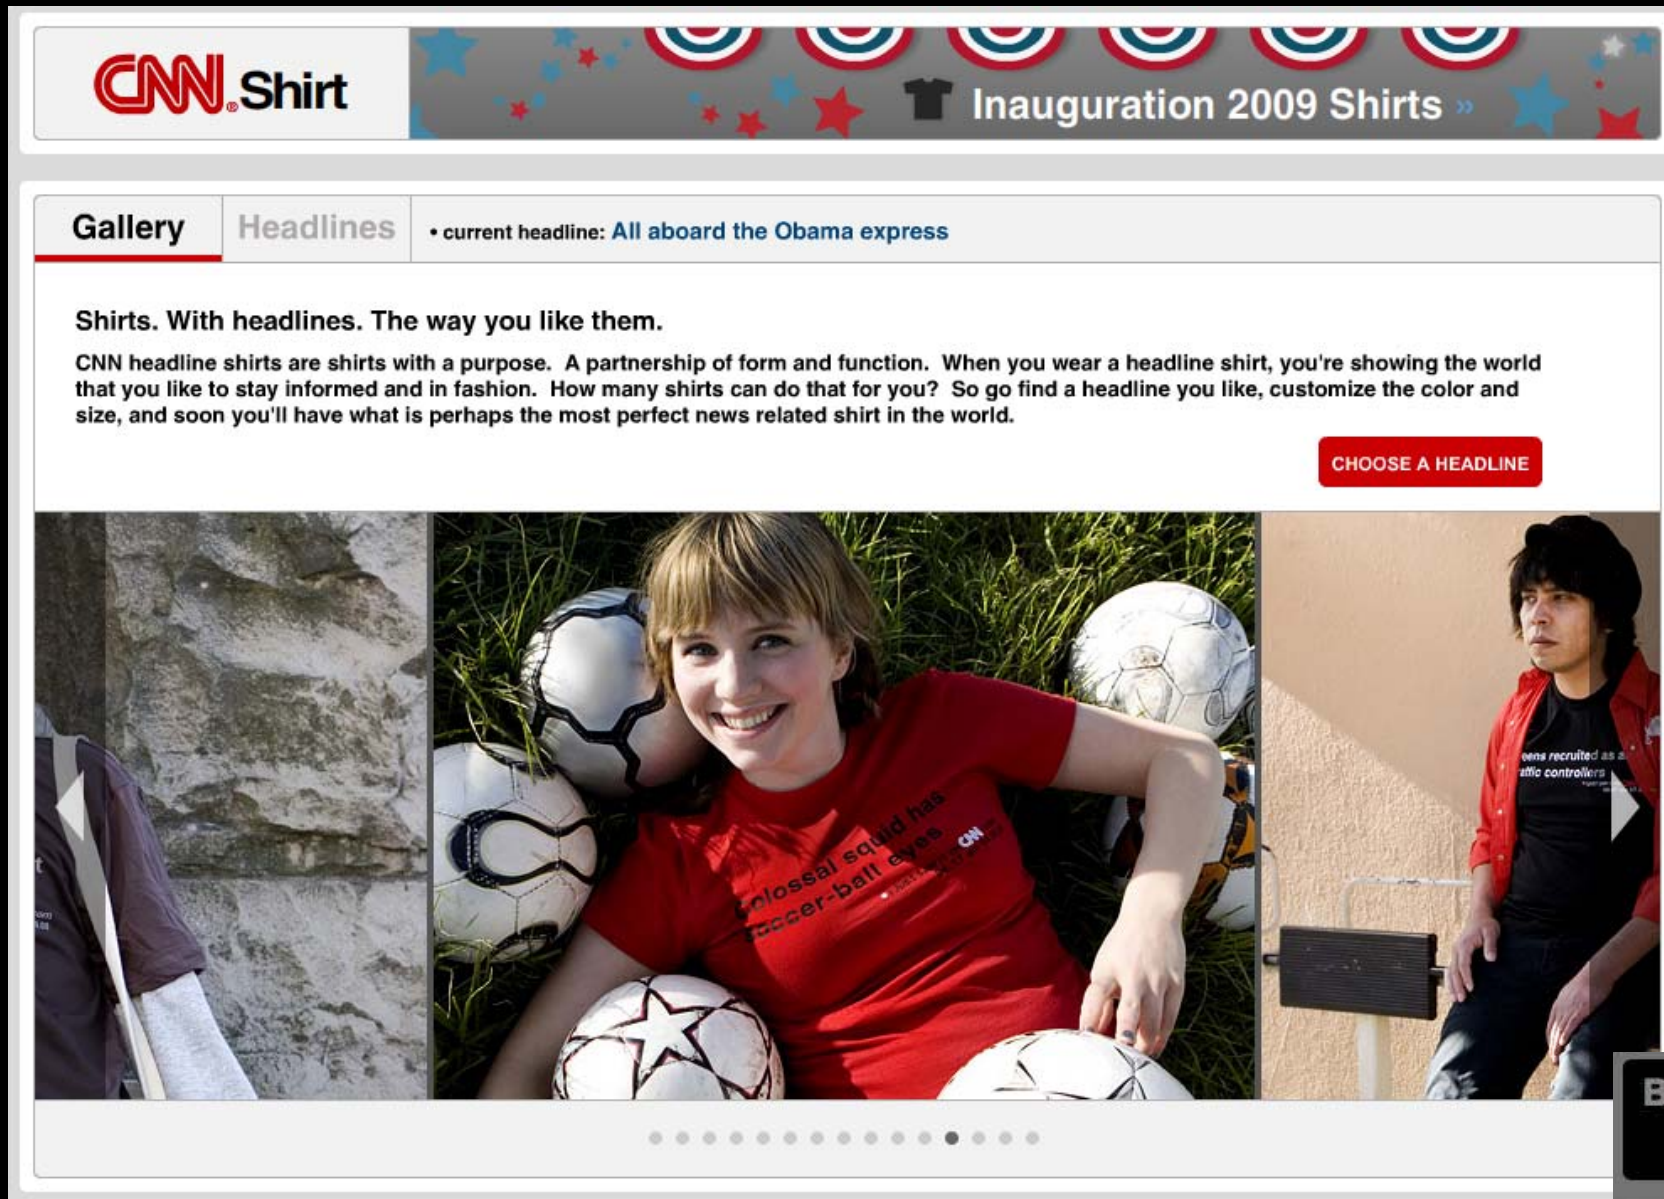 CNN® Shirt
Inauguration 2009 Shirts »
Gallery
Headlines
• current headline: All aboard the Obama express
Shirts. With headlines. The way you like them.
CNN headline shirts are shirts with a purpose. A partnership of form and function. When you wear a headline shirt, you're showing the world
that you like to stay informed and in fashion. How many shirts can do that for you? So go find a headline you like, customize the color and
size, and soon you'll have what is perhaps the most perfect news related shirt in the world.
CHOOSE A HEADLINE
Colossal squid has
soccer-ball eyes
CNN
eens recruited as a
affic controllers
t
B